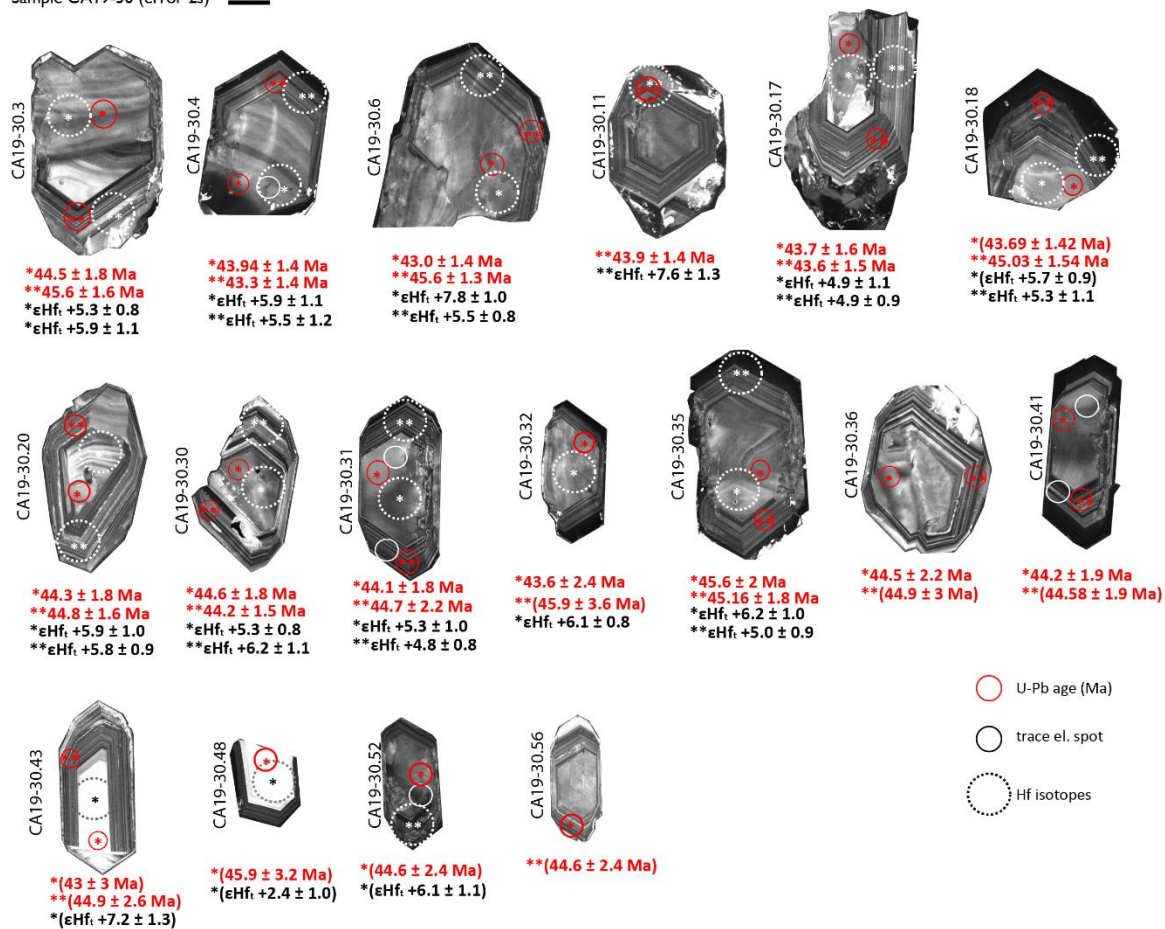 Sample CA19-30 (error 2s)
CA19-30.3
*44.5 ± 1.8 Ma
**45.6 ± 1.6 Ma
*εHfₜ +5.3 ± 0.8
*εHfₜ +5.9 ± 1.1
CA19-30.4
*43.94 ± 1.4 Ma
**43.3 ± 1.4 Ma
*εHfₜ +5.9 ± 1.1
**εHfₜ +5.5 ± 1.2
CA19-30.6
*43.0 ± 1.4 Ma
**45.6 ± 1.3 Ma
*εHfₜ +7.8 ± 1.0
**εHfₜ +5.5 ± 0.8
CA19-30.11
**43.9 ± 1.4 Ma
**εHfₜ +7.6 ± 1.3
CA19-30.17
*43.7 ± 1.6 Ma
**43.6 ± 1.5 Ma
*εHfₜ +4.9 ± 1.1
**εHfₜ +4.9 ± 0.9
CA19-30.18
*(43.69 ± 1.42 Ma)
**45.03 ± 1.54 Ma
*(εHfₜ +5.7 ± 0.9)
**εHfₜ +5.3 ± 1.1
CA19-30.20
*44.3 ± 1.8 Ma
**44.8 ± 1.6 Ma
*εHfₜ +5.9 ± 1.0
**εHfₜ +5.8 ± 0.9
CA19-30.30
*44.6 ± 1.8 Ma
**44.2 ± 1.5 Ma
*εHfₜ +5.3 ± 0.8
**εHfₜ +6.2 ± 1.1
CA19-30.31
*44.1 ± 1.8 Ma
**44.7 ± 2.2 Ma
*εHfₜ +5.3 ± 1.0
**εHfₜ +4.8 ± 0.8
CA19-30.32
*43.6 ± 2.4 Ma
**(45.9 ± 3.6 Ma)
*εHfₜ +6.1 ± 0.8
CA19-30.35
*45.6 ± 2 Ma
**45.16 ± 1.8 Ma
*εHfₜ +6.2 ± 1.0
**εHfₜ +5.0 ± 0.9
CA19-30.36
*44.5 ± 2.2 Ma
**(44.9 ± 3 Ma)
CA19-30.41
*44.2 ± 1.9 Ma
**(44.58 ± 1.9 Ma)
CA19-30.43
*(43 ± 3 Ma)
**(44.9 ± 2.6 Ma)
*(εHfₜ +7.2 ± 1.3)
CA19-30.48
*(45.9 ± 3.2 Ma)
*(εHfₜ +2.4 ± 1.0)
CA19-30.52
*(44.6 ± 2.4 Ma)
*(εHfₜ +6.1 ± 1.1)
CA19-30.56
**(44.6 ± 2.4 Ma)
U-Pb age (Ma)
trace el. spot
Hf isotopes